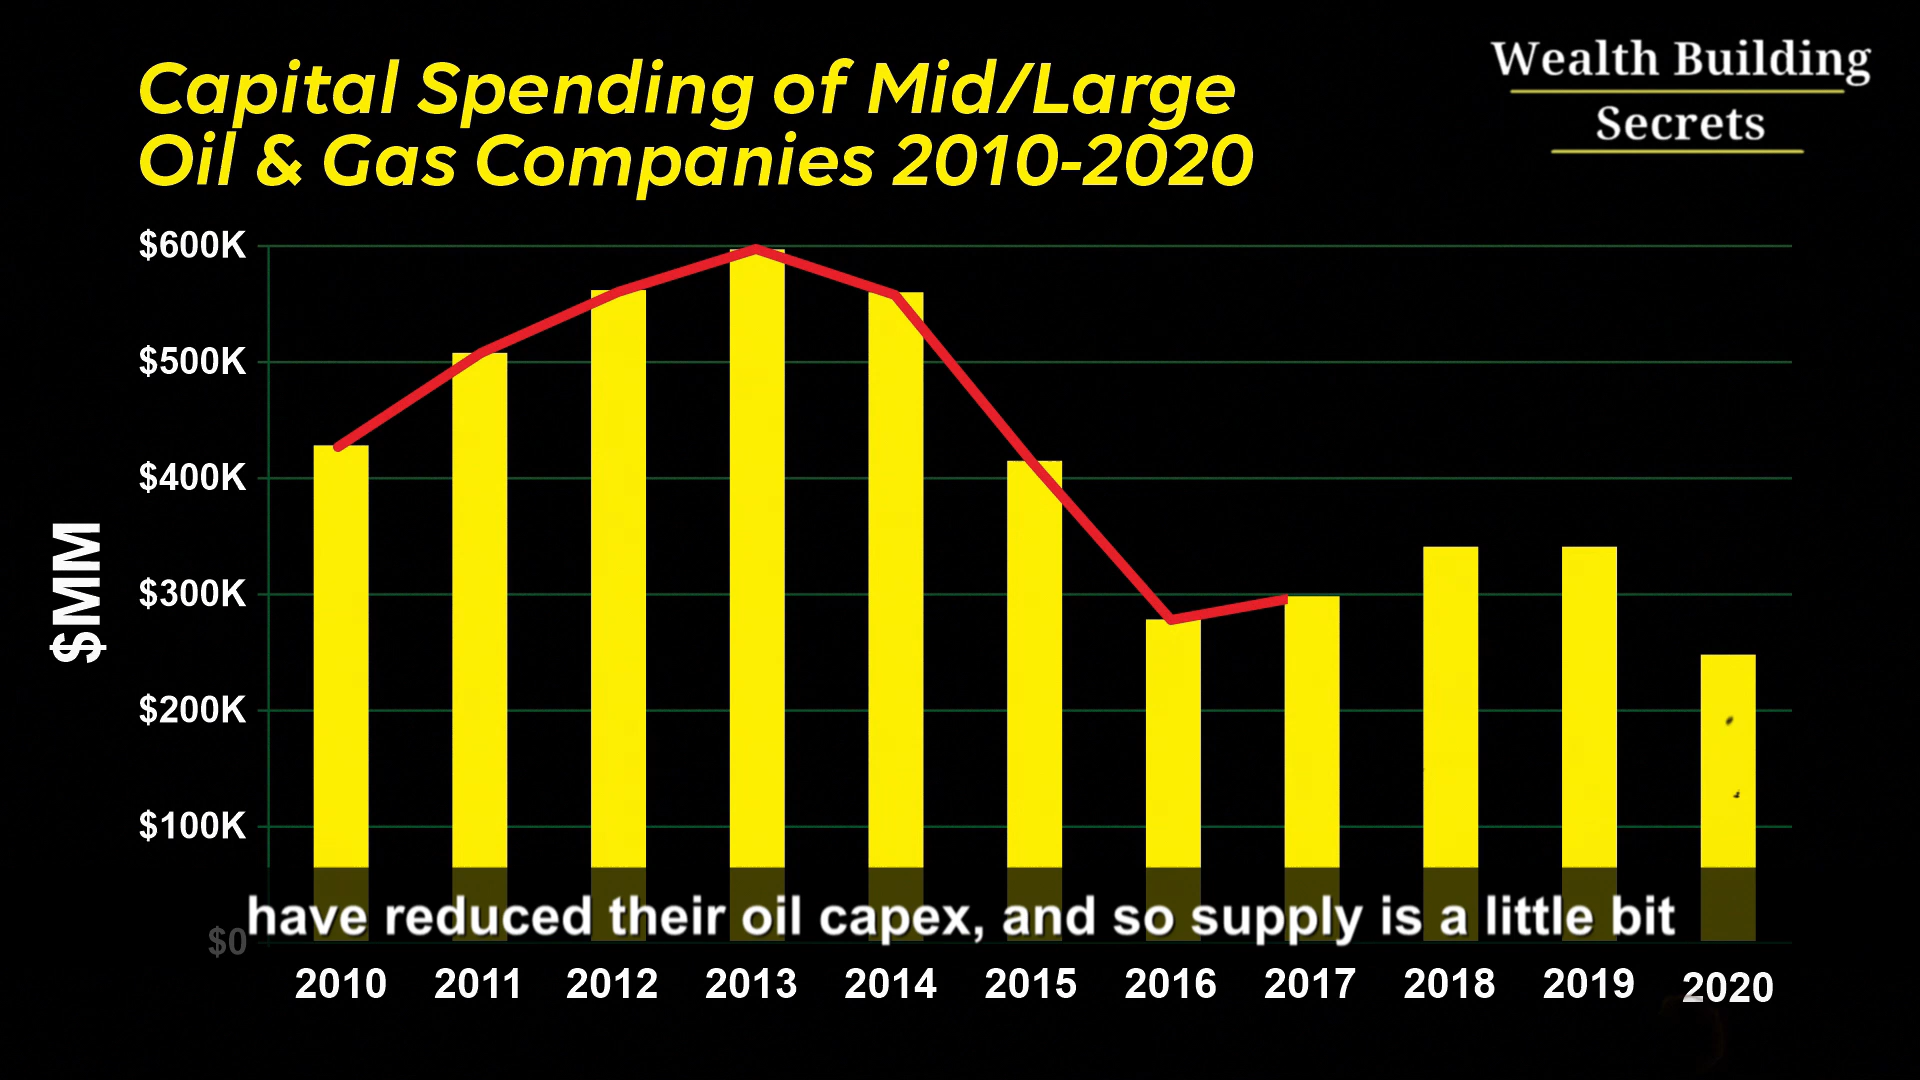 Capital Spending of Mid/Large
Oil & Gas Companies 2010-2020
Wealth Building
Secrets
$600K
$500K
$400K
$300K
$200K
$100K
$0
$MM
have reduced their oil capex, and so supply is a little bit
2010 2011 2012 2013 2014 2015 2016 2017 2018 2019 2020